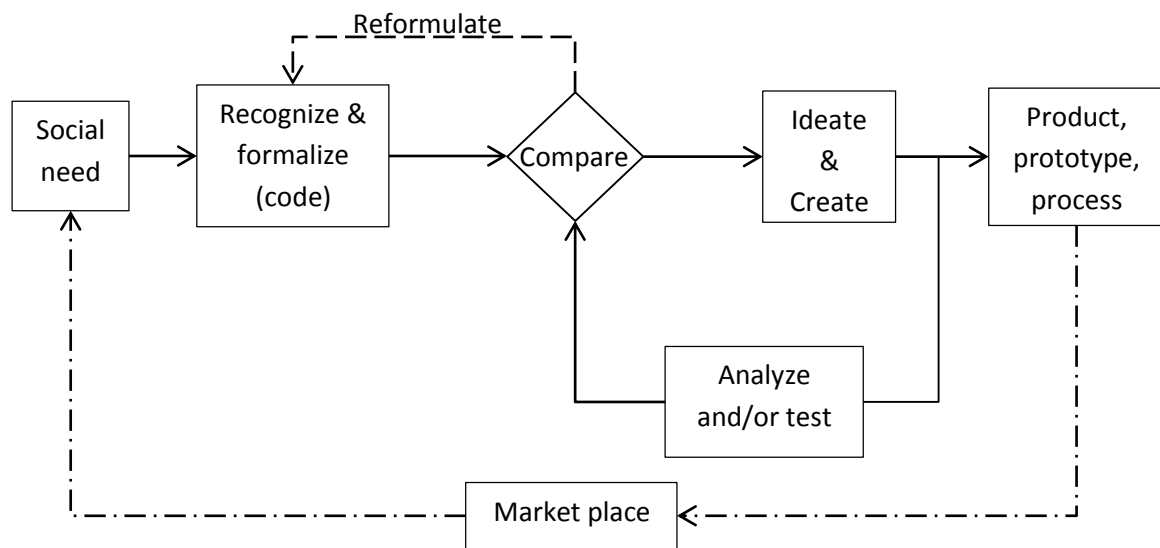 Reformulate
Social
need
Recognize &
formalize
(code)
Compare
Ideate
&
Create
Product,
prototype,
process
Analyze
and/or test
Market place